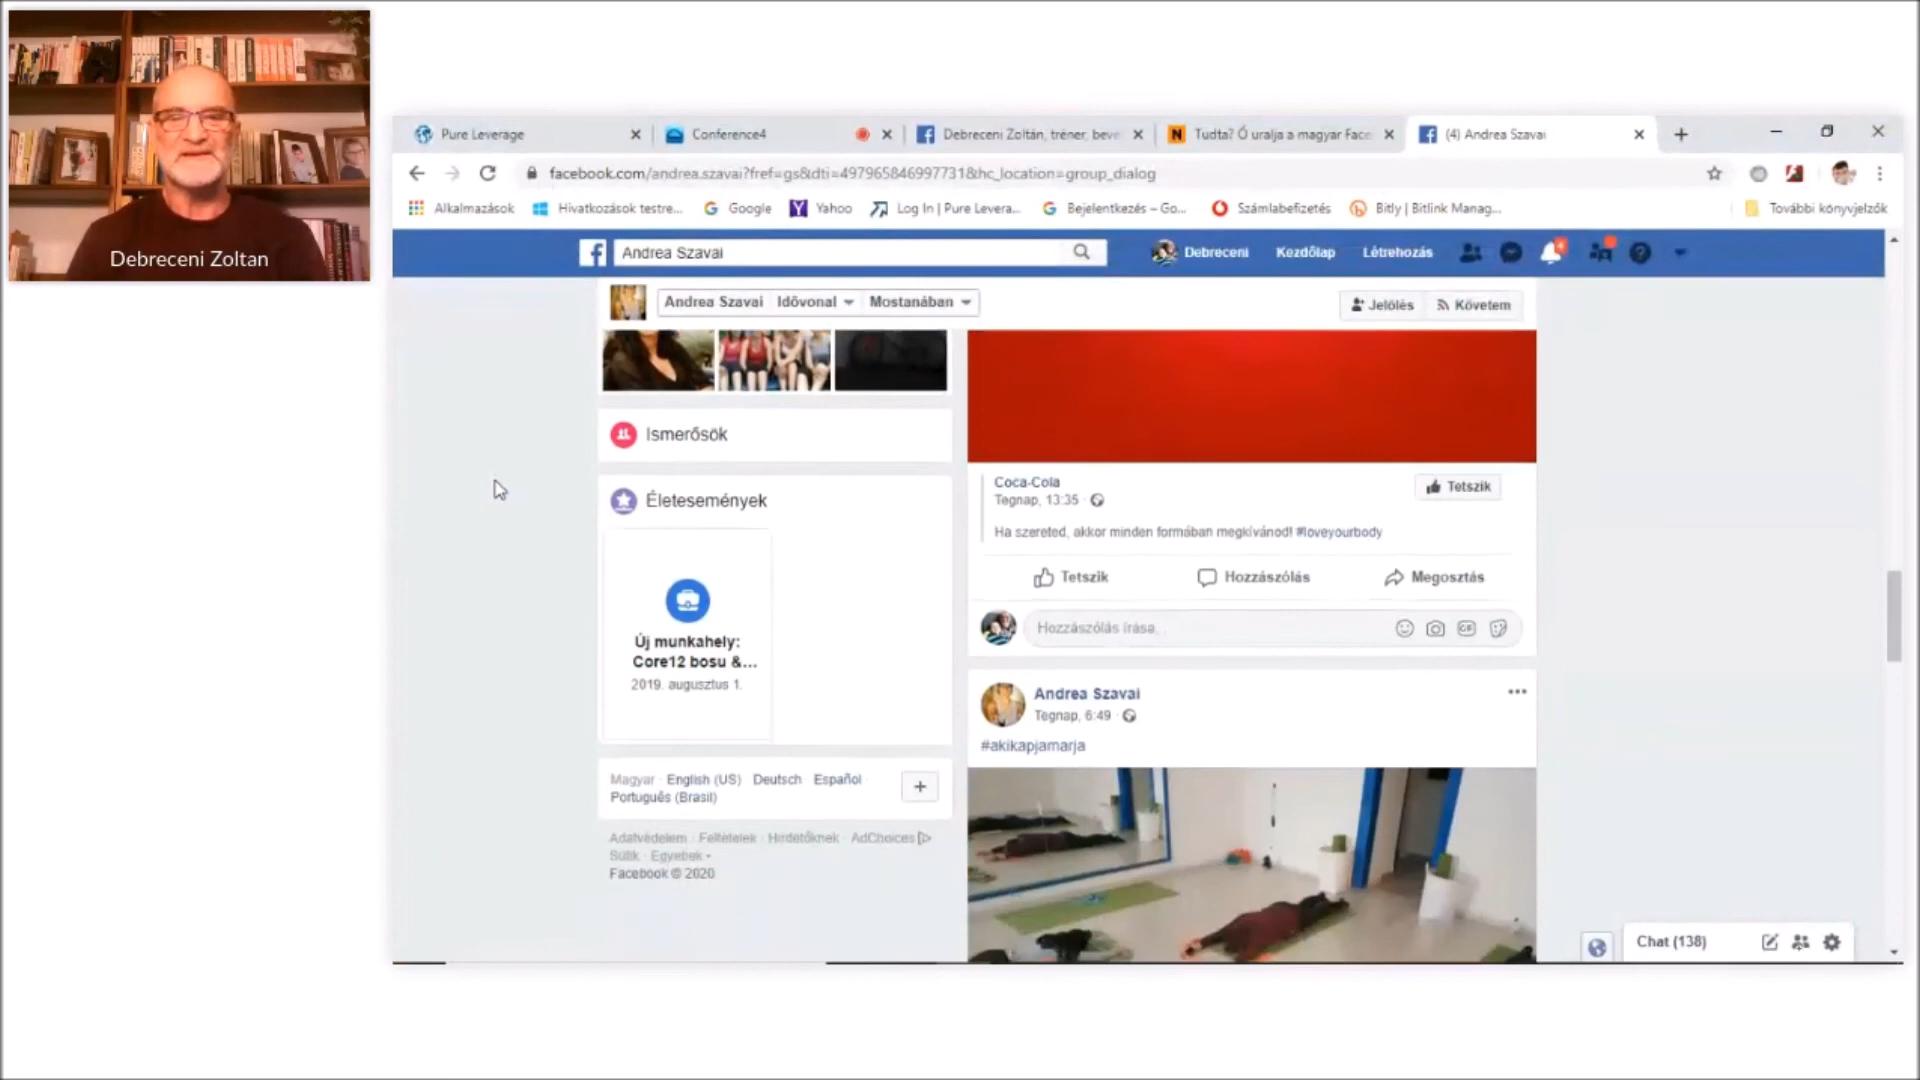 Debreceni Zoltan
Pure Leverage
Conference4
Debreceni Zoltán, tréner, beve
Tudta? Ő uralja a magyar Face
(4) Andrea Szavai
facebook.com/andrea.szavai?fref=gs&dti=497965846997731&hc_location=group_dialog
Alkalmazások
Hivatkozások testre...
Google
Yahoo
Log In | Pure Levera...
Bejelentkezés – Go...
Számlabefizetés
Bitly | Bitlink Manag...
További könyvjelzők
Andrea Szavai
Debreceni
Kezdőlap
Létrehozás
Andrea Szavai
Idővonal
Mostanában
Jelölés
Követem
Ismerősök
Életesemények
Új munkahely:
Core12 bosu &...
2019. augusztus 1.
Magyar · English (US) · Deutsch · Español ·
Português (Brasil)
Adatvédelem · Feltételek · Hirdetőknek · AdChoices
Sütik · Egyebek
Facebook © 2020
Coca-Cola
Tegnap, 13:35
Tetszik
Ha szereted, akkor minden formában megkívánod! #loveyourbody
Tetszik
Hozzászólás
Megosztás
Hozzászólás írása...
GIF
Andrea Szavai
Tegnap, 6:49
#akikapjamarja
Chat (138)